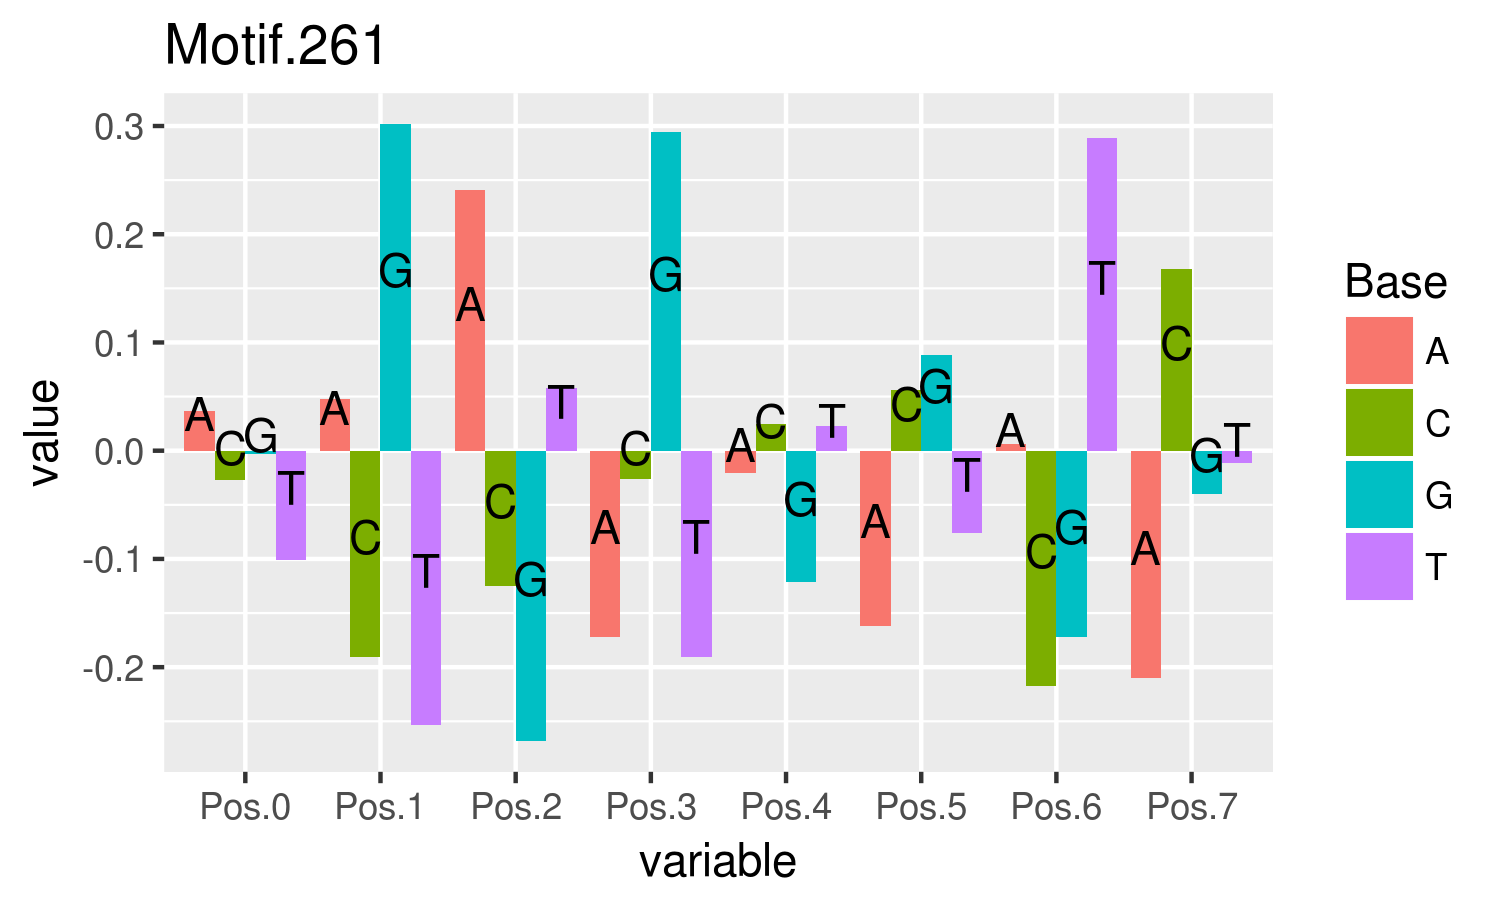 Motif.261
0.3
0.2
0.1
0.0
-0.1
-0.2
value
A C G T A C G T A C G T A C G T A C G T A C G T A C G T A C G T
Pos.0 Pos.1 Pos.2 Pos.3 Pos.4 Pos.5 Pos.6 Pos.7
variable
Base
A
C
G
T